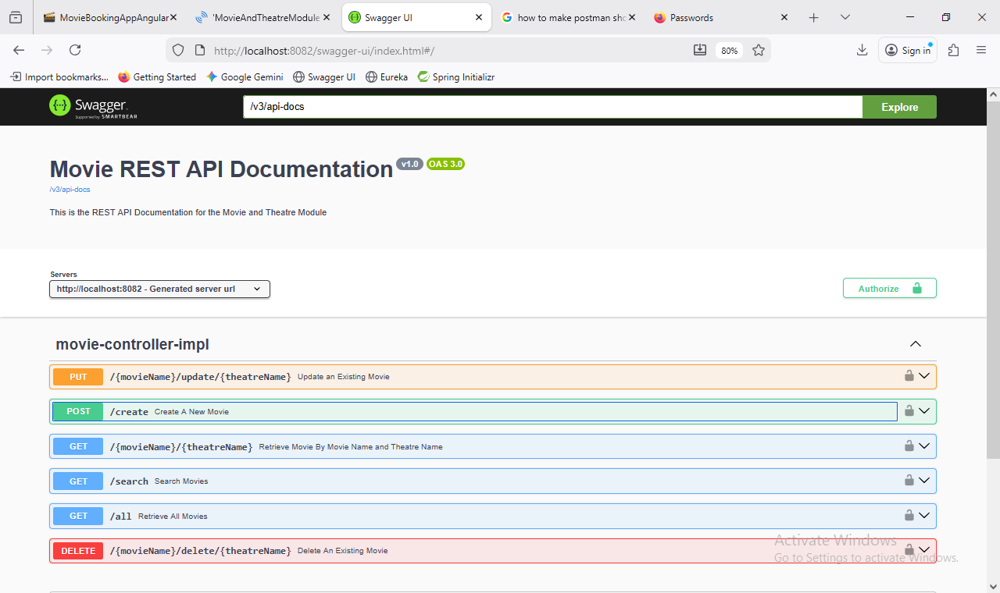 MovieBookingAppAngular
'MovieAndTheatreModule
Swagger UI
how to make postman sho
Passwords
http://localhost:8082/swagger-ui/index.html#/
80%
Sign in
Import bookmarks...
Getting Started
Google Gemini
Swagger UI
Eureka
Spring Initializr
Swagger
Supported by SMARTBEAR
/v3/api-docs
Explore
Movie REST API Documentation v1.0 OAS 3.0
/v3/api-docs
This is the REST API Documentation for the Movie and Theatre Module
Servers
http://localhost:8082 - Generated server url
Authorize
movie-controller-impl
PUT /{movieName}/update/{theatreName} Update an Existing Movie
POST /create Create A New Movie
GET /{movieName}/{theatreName} Retrieve Movie By Movie Name and Theatre Name
GET /search Search Movies
GET /all Retrieve All Movies
DELETE /{movieName}/delete/{theatreName} Delete An Existing Movie
Activate Windows
Go to Settings to activate Windows.